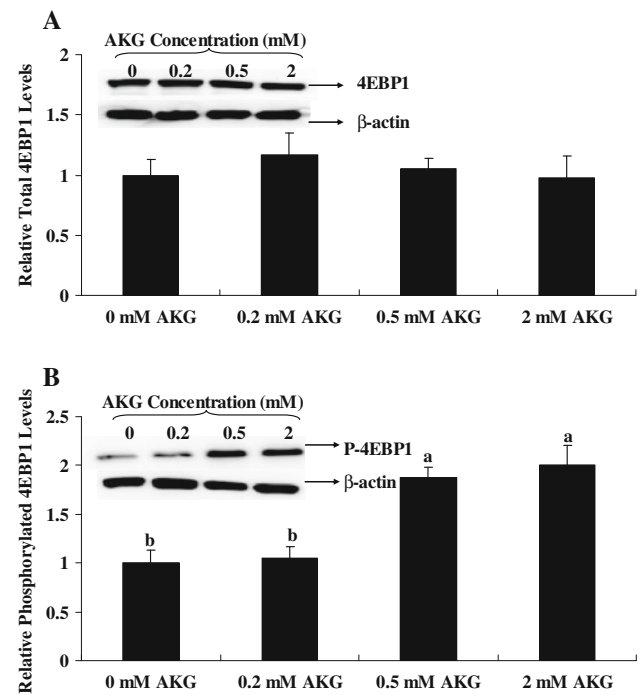 A
AKG Concentration (mM)
0 0.2 0.5 2
4EBP1
β-actin
Relative Total 4EBP1 Levels
2
1.5
1
0.5
0
0 mM AKG 0.2 mM AKG 0.5 mM AKG 2 mM AKG
B
AKG Concentration (mM)
0 0.2 0.5 2
P-4EBP1
β-actin
Relative Phosphorylated 4EBP1 Levels
2.5
2
1.5
1
0.5
0
b b a a
0 mM AKG 0.2 mM AKG 0.5 mM AKG 2 mM AKG